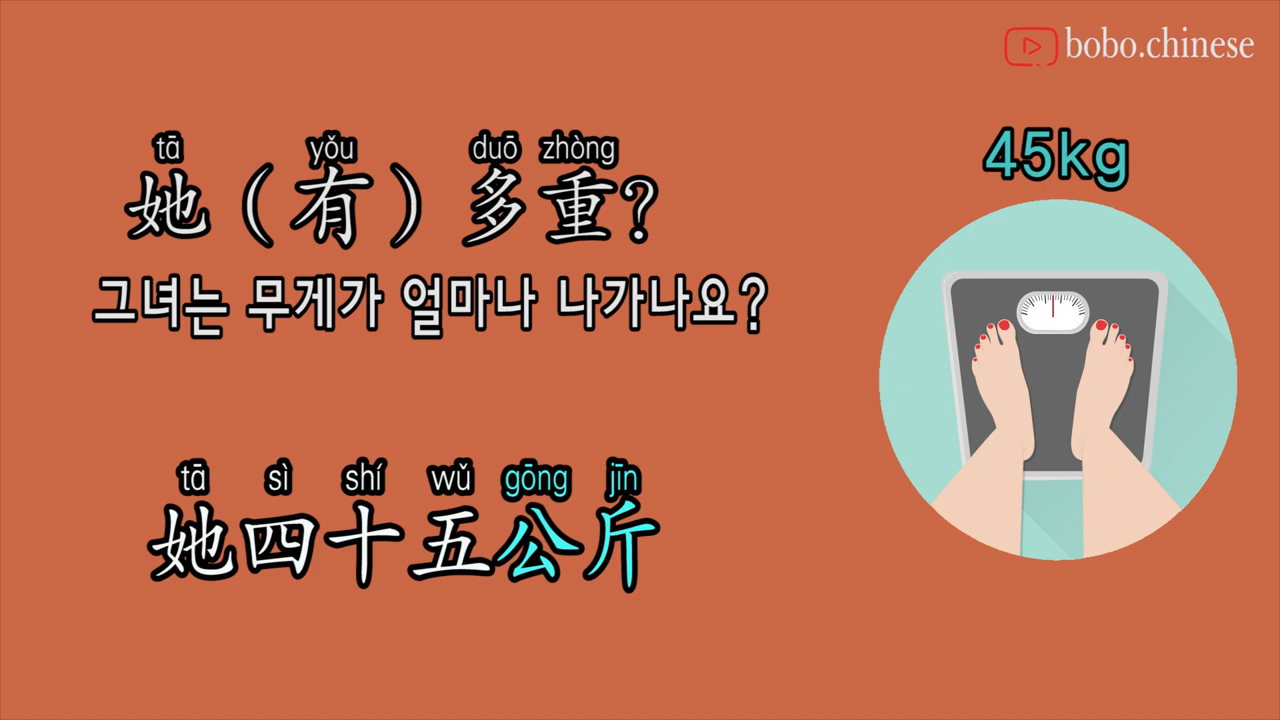 bobo.chinese
45kg
tā yǒu duō zhòng
她（有）多重?
그녀는 무게가 얼마나 나가나요?
tā sì shí wǔ gōng jīn
她四十五公斤